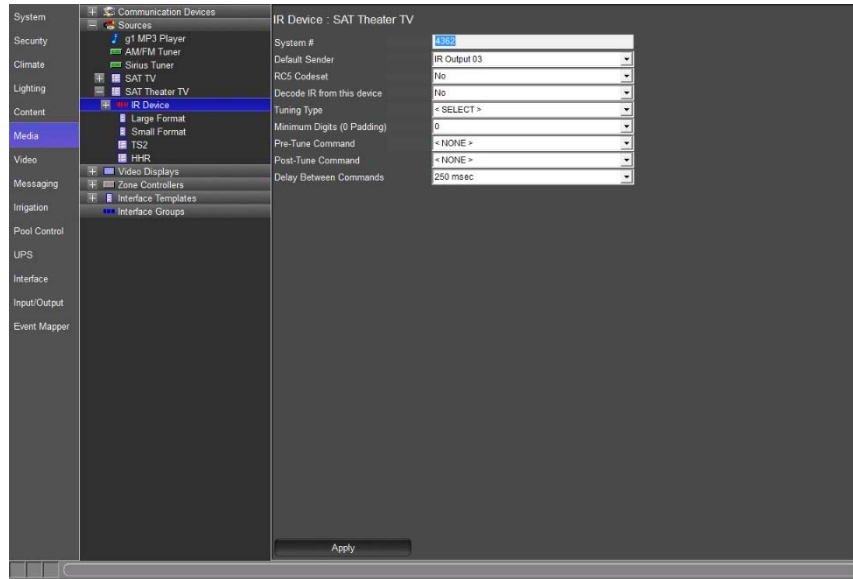 System
Security
Climate
Lighting
Content
Media
Video
Messaging
Irrigation
Pool Control
UPS
Interface
Input/Output
Event Mapper
Communication Devices
Sources
g1 MP3 Player
AM/FM Tuner
Sirius Tuner
SAT TV
SAT Theater TV
IR Device
Large Format
Small Format
TS2
HHR
Video Displays
Zone Controllers
Interface Templates
Interface Groups
IR Device : SAT Theater TV
System # 4362
Default Sender IR Output 03
RC5 Codeset No
Decode IR from this device No
Tuning Type < SELECT >
Minimum Digits (0 Padding) 0
Pre-Tune Command < NONE >
Post-Tune Command < NONE >
Delay Between Commands 250 msec
Apply